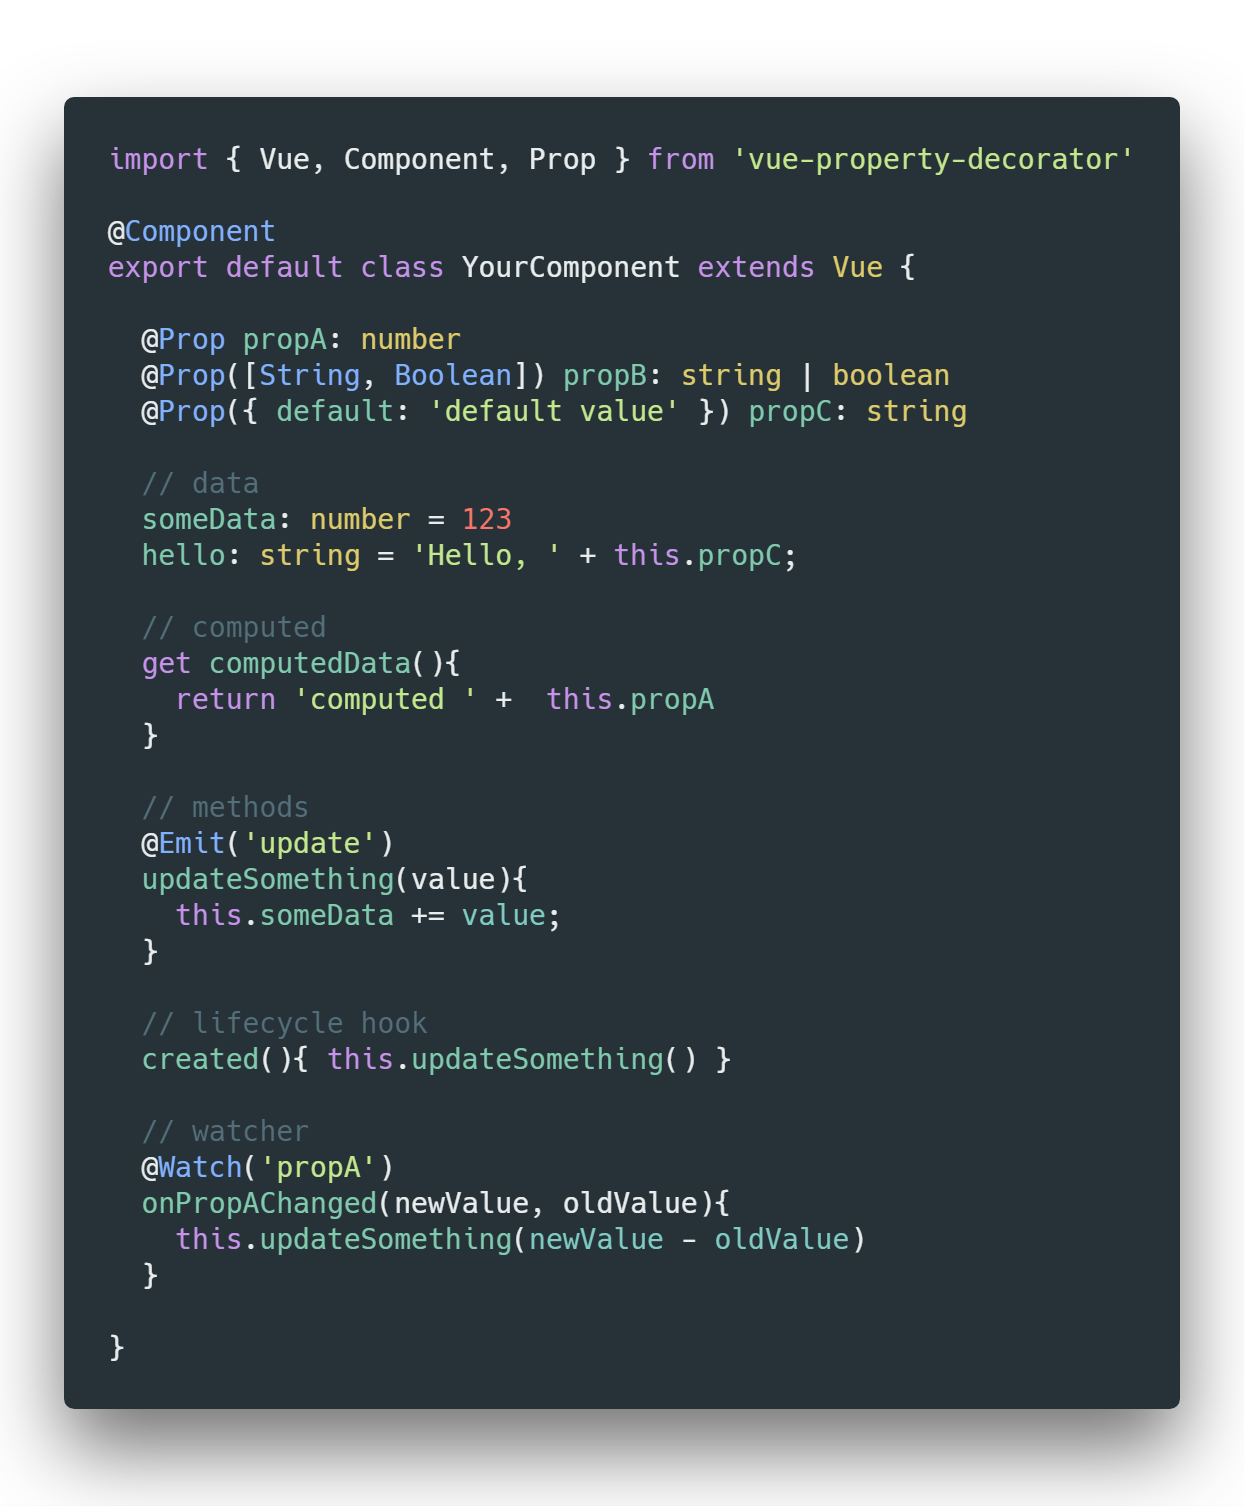 import { Vue, Component, Prop } from 'vue-property-decorator'
@Component
export default class YourComponent extends Vue {
@Prop propA: number
@Prop([String, Boolean]) propB: string | boolean
@Prop({ default: 'default value' }) propC: string
// data
someData: number = 123
hello: string = 'Hello, ' + this.propC;
// computed
get computedData(){
return 'computed ' +  this.propA
}
// methods
@Emit('update')
updateSomething(value){
this.someData += value;
}
// lifecycle hook
created(){ this.updateSomething() }
// watcher
@Watch('propA')
onPropAChanged(newValue, oldValue){
this.updateSomething(newValue - oldValue)
}
}